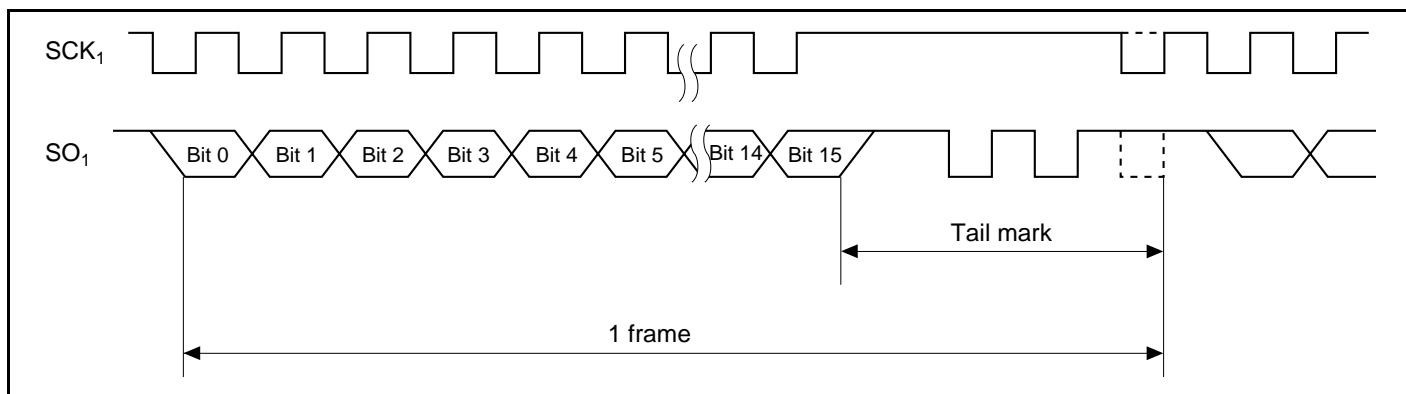 SCK₁
SO₁ Bit 0 Bit 1 Bit 2 Bit 3 Bit 4 Bit 5 Bit 14 Bit 15
Tail mark
1 frame